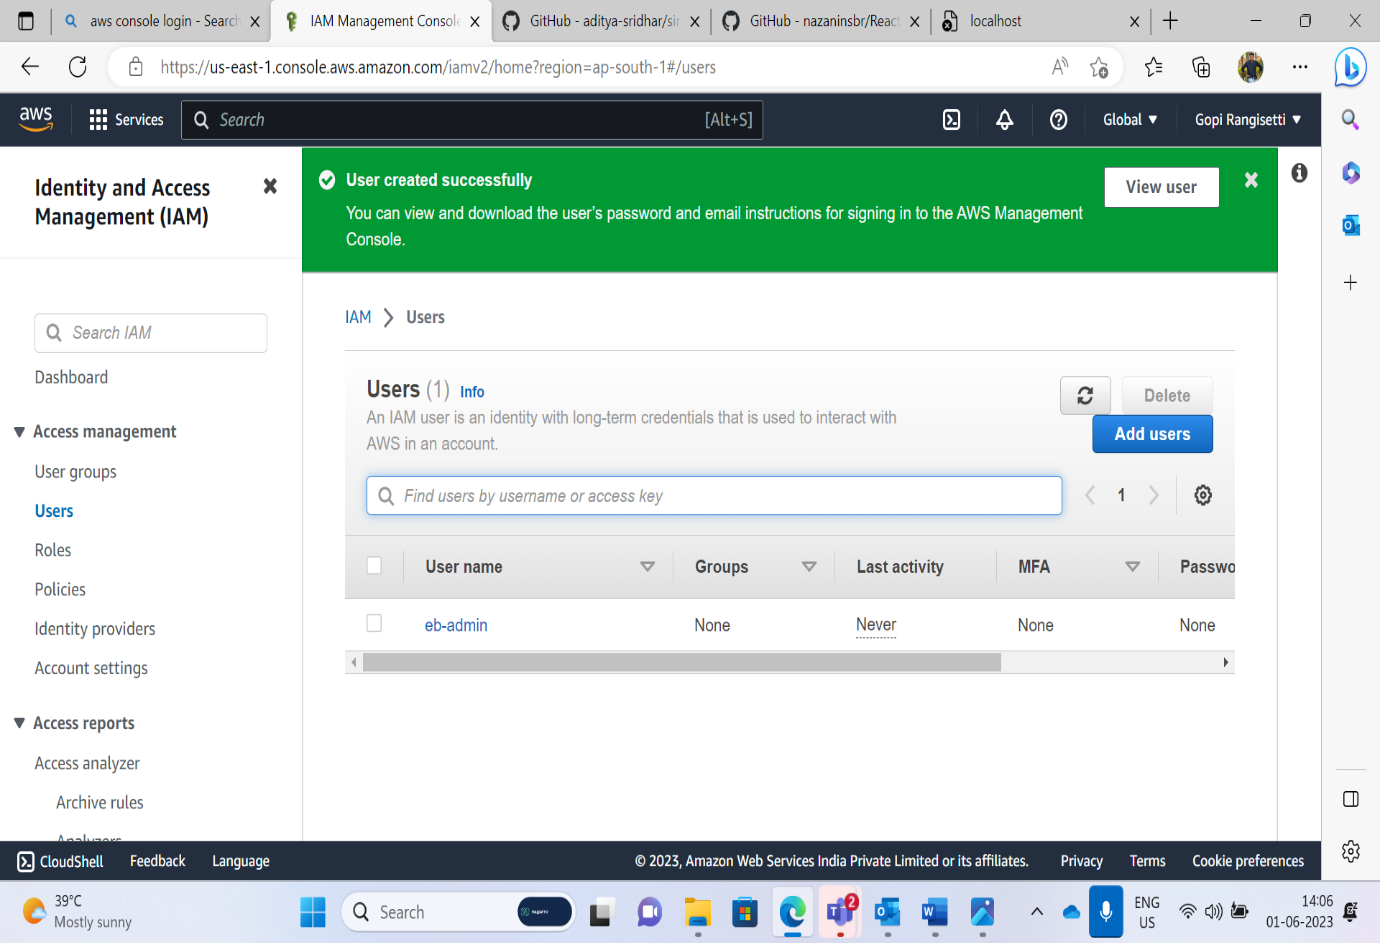 aws console login - Search
IAM Management Console
GitHub - aditya-sridhar/sir
GitHub - nazaninsbr/React
localhost
https://us-east-1.console.aws.amazon.com/iamv2/home?region=ap-south-1#/users
aws
Services
Search
[Alt+S]
Global
Gopi Rangisetti
Identity and Access
Management (IAM)
Search IAM
Dashboard
Access management
User groups
Users
Roles
Policies
Identity providers
Account settings
Access reports
Access analyzer
Archive rules
Analyzers
User created successfully
You can view and download the user's password and email instructions for signing in to the AWS Management
Console.
View user
IAM
Users
Users (1) Info
An IAM user is an identity with long-term credentials that is used to interact with
AWS in an account.
Delete
Add users
Find users by username or access key
1
User name
Groups
Last activity
MFA
Passwo
eb-admin
None
Never
None
None
CloudShell
Feedback
Language
© 2023, Amazon Web Services India Private Limited or its affiliates.
Privacy
Terms
Cookie preferences
39°C
Mostly sunny
Search
2
ENG
US
14:06
01-06-2023